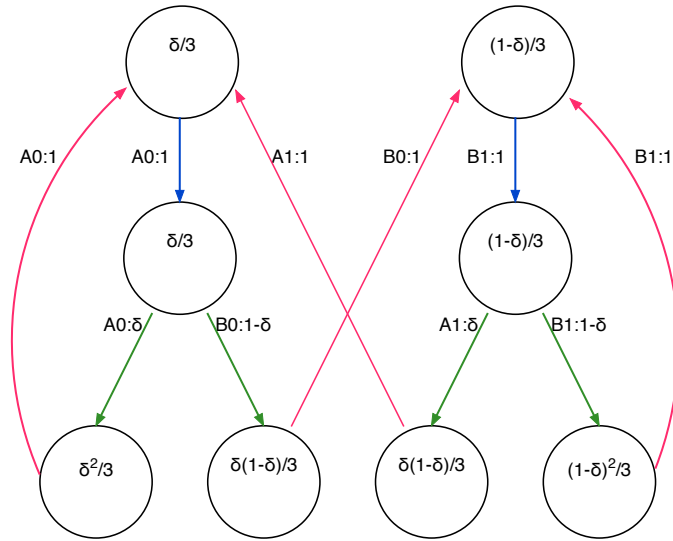 δ/3
(1-δ)/3
A0:1
A0:1
A1:1
B0:1
B1:1
B1:1
δ/3
(1-δ)/3
A0:δ
B0:1-δ
A1:δ
B1:1-δ
δ²/3
δ(1-δ)/3
δ(1-δ)/3
(1-δ)²/3